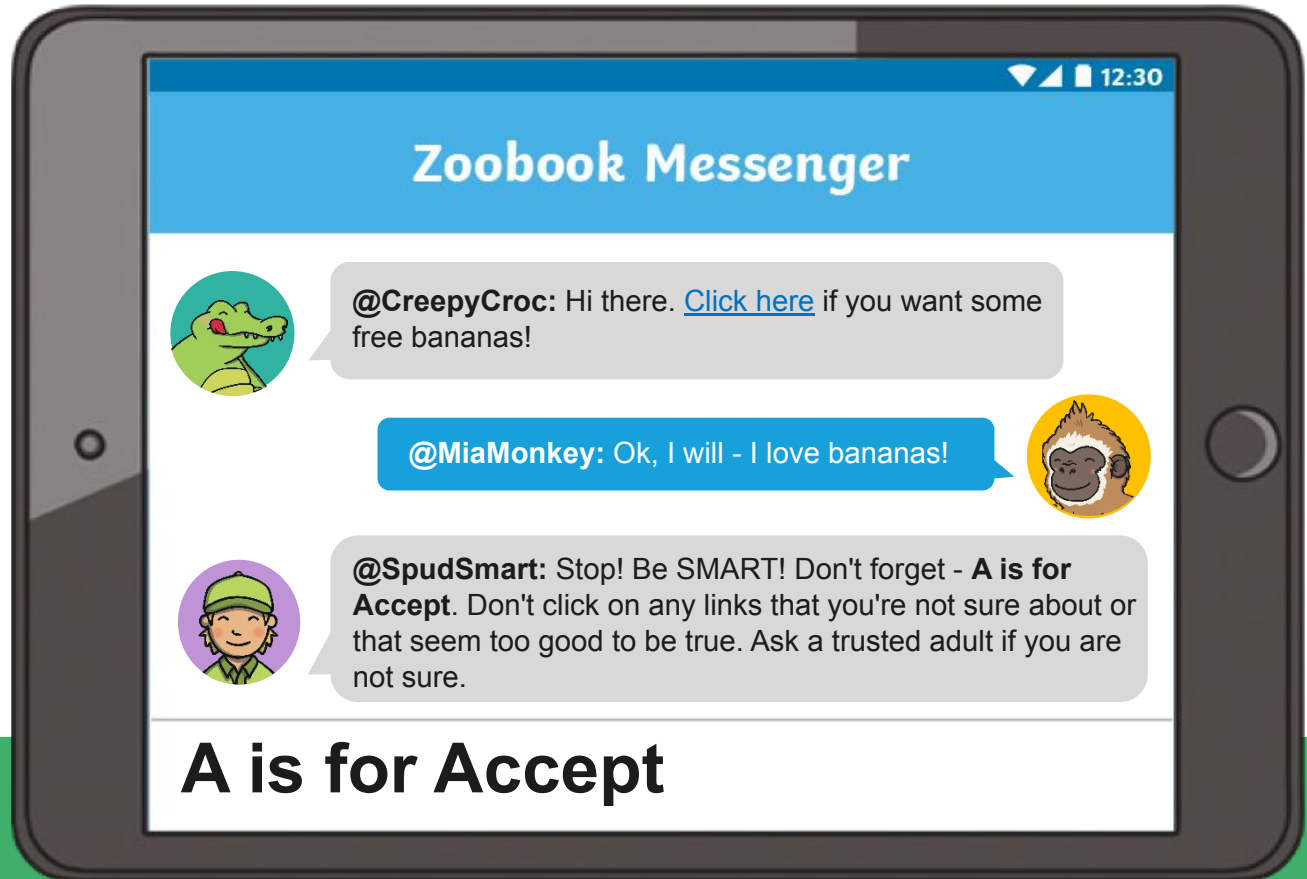 12:30
Zoobook Messenger
@CreepyCroc: Hi there. Click here if you want some
free bananas!
@MiaMonkey: Ok, I will - I love bananas!
@SpudSmart: Stop! Be SMART! Don't forget - A is for
Accept. Don't click on any links that you're not sure about or
that seem too good to be true. Ask a trusted adult if you are
not sure.
A is for Accept